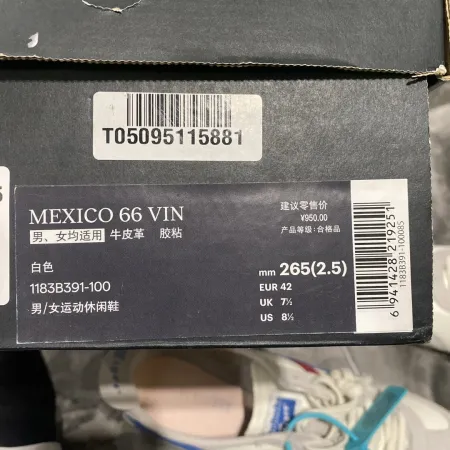 T05095115881
MEXICO 66 VIN
男、女均适用 牛皮革 胶粘
白色
1183B391-100
男/女运动休闲鞋
建议零售价
¥950.00
产品等级:合格品
mm 265(2.5)
EUR 42
UK 7½
US 8½
6 941428 219251
1183B391-10008S